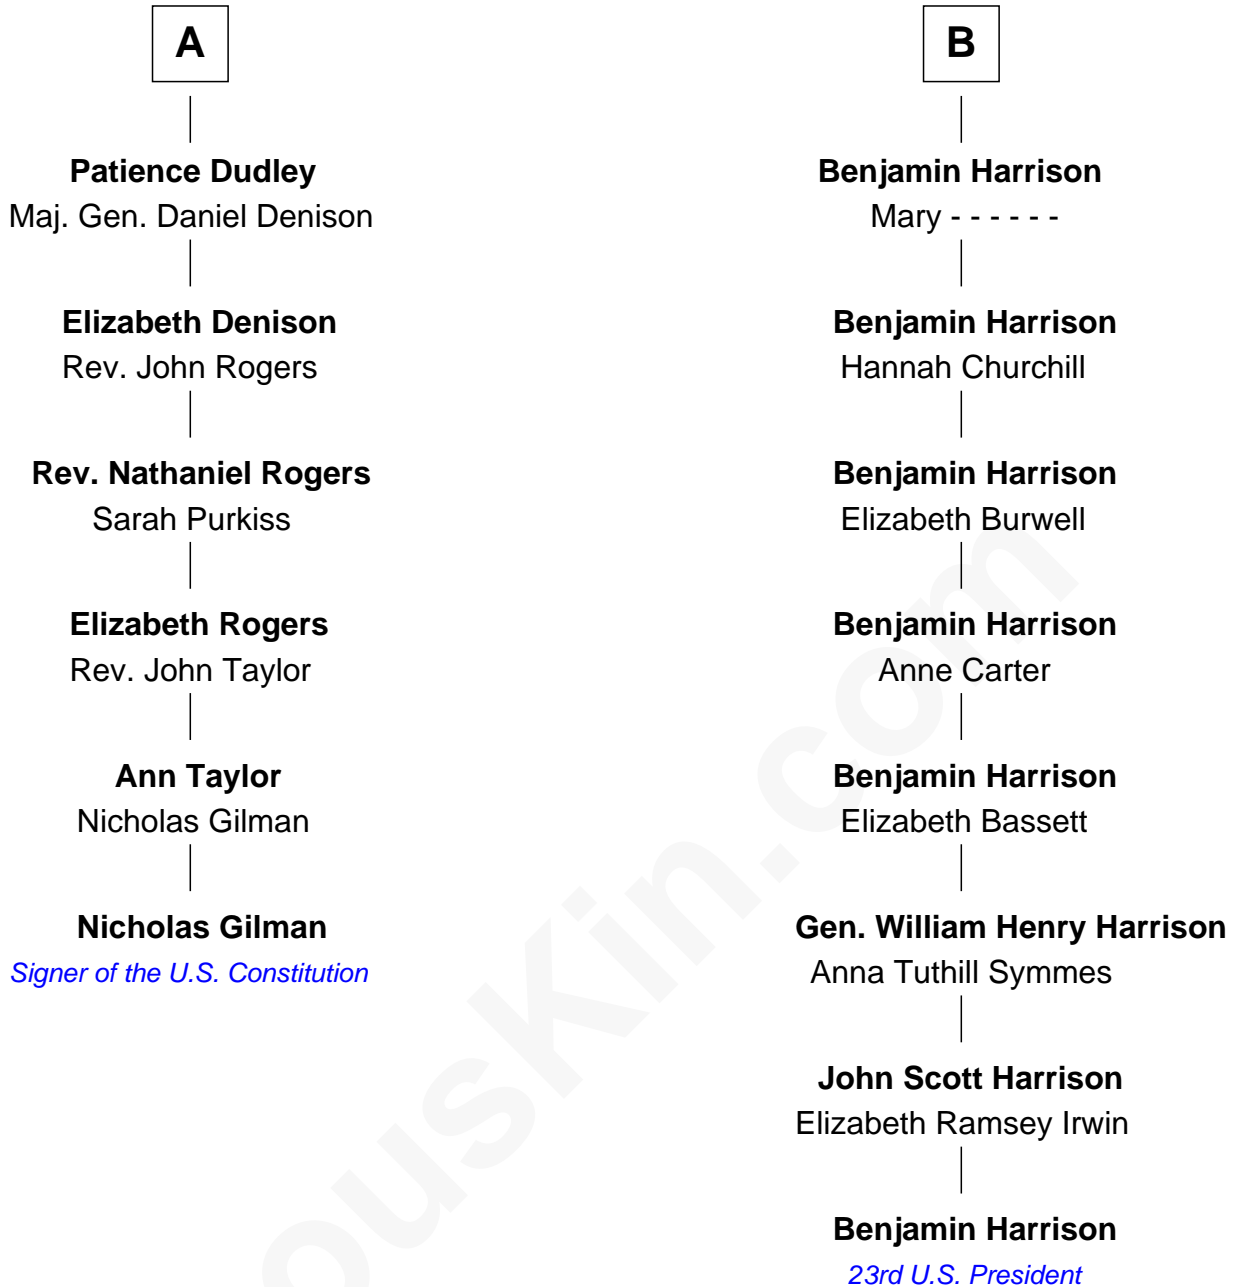 A
Patience Dudley
Maj. Gen. Daniel Denison
Elizabeth Denison
Rev. John Rogers
Rev. Nathaniel Rogers
Sarah Purkiss
Elizabeth Rogers
Rev. John Taylor
Ann Taylor
Nicholas Gilman
Nicholas Gilman
Signer of the U.S. Constitution
B
Benjamin Harrison
Mary - - - - - -
Benjamin Harrison
Hannah Churchill
Benjamin Harrison
Elizabeth Burwell
Benjamin Harrison
Anne Carter
Benjamin Harrison
Elizabeth Bassett
Gen. William Henry Harrison
Anna Tuthill Symmes
John Scott Harrison
Elizabeth Ramsey Irwin
Benjamin Harrison
23rd U.S. President
ouskin.com